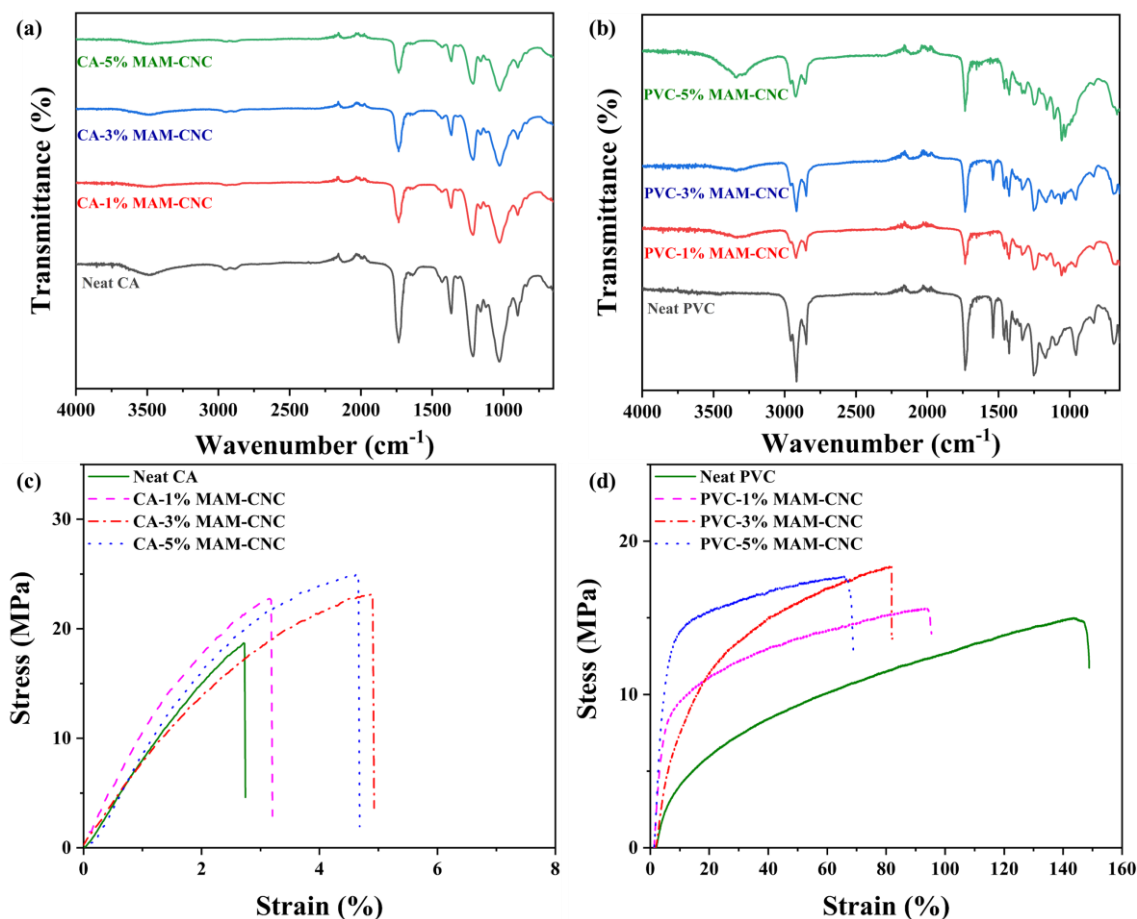 (a)
CA-5% MAM-CNC
CA-3% MAM-CNC
CA-1% MAM-CNC
Neat CA
Transmittance (%)
4000 3500 3000 2500 2000 1500 1000
Wavenumber (cm⁻¹)
(b)
PVC-5% MAM-CNC
PVC-3% MAM-CNC
PVC-1% MAM-CNC
Neat PVC
Transmittance (%)
4000 3500 3000 2500 2000 1500 1000
Wavenumber (cm⁻¹)
(c)
Neat CA
CA-1% MAM-CNC
CA-3% MAM-CNC
CA-5% MAM-CNC
Stress (MPa)
30
20
10
0
0 2 4 6 8
Strain (%)
(d)
Neat PVC
PVC-1% MAM-CNC
PVC-3% MAM-CNC
PVC-5% MAM-CNC
Stess (MPa)
20
10
0
0 20 40 60 80 100 120 140 160
Strain (%)